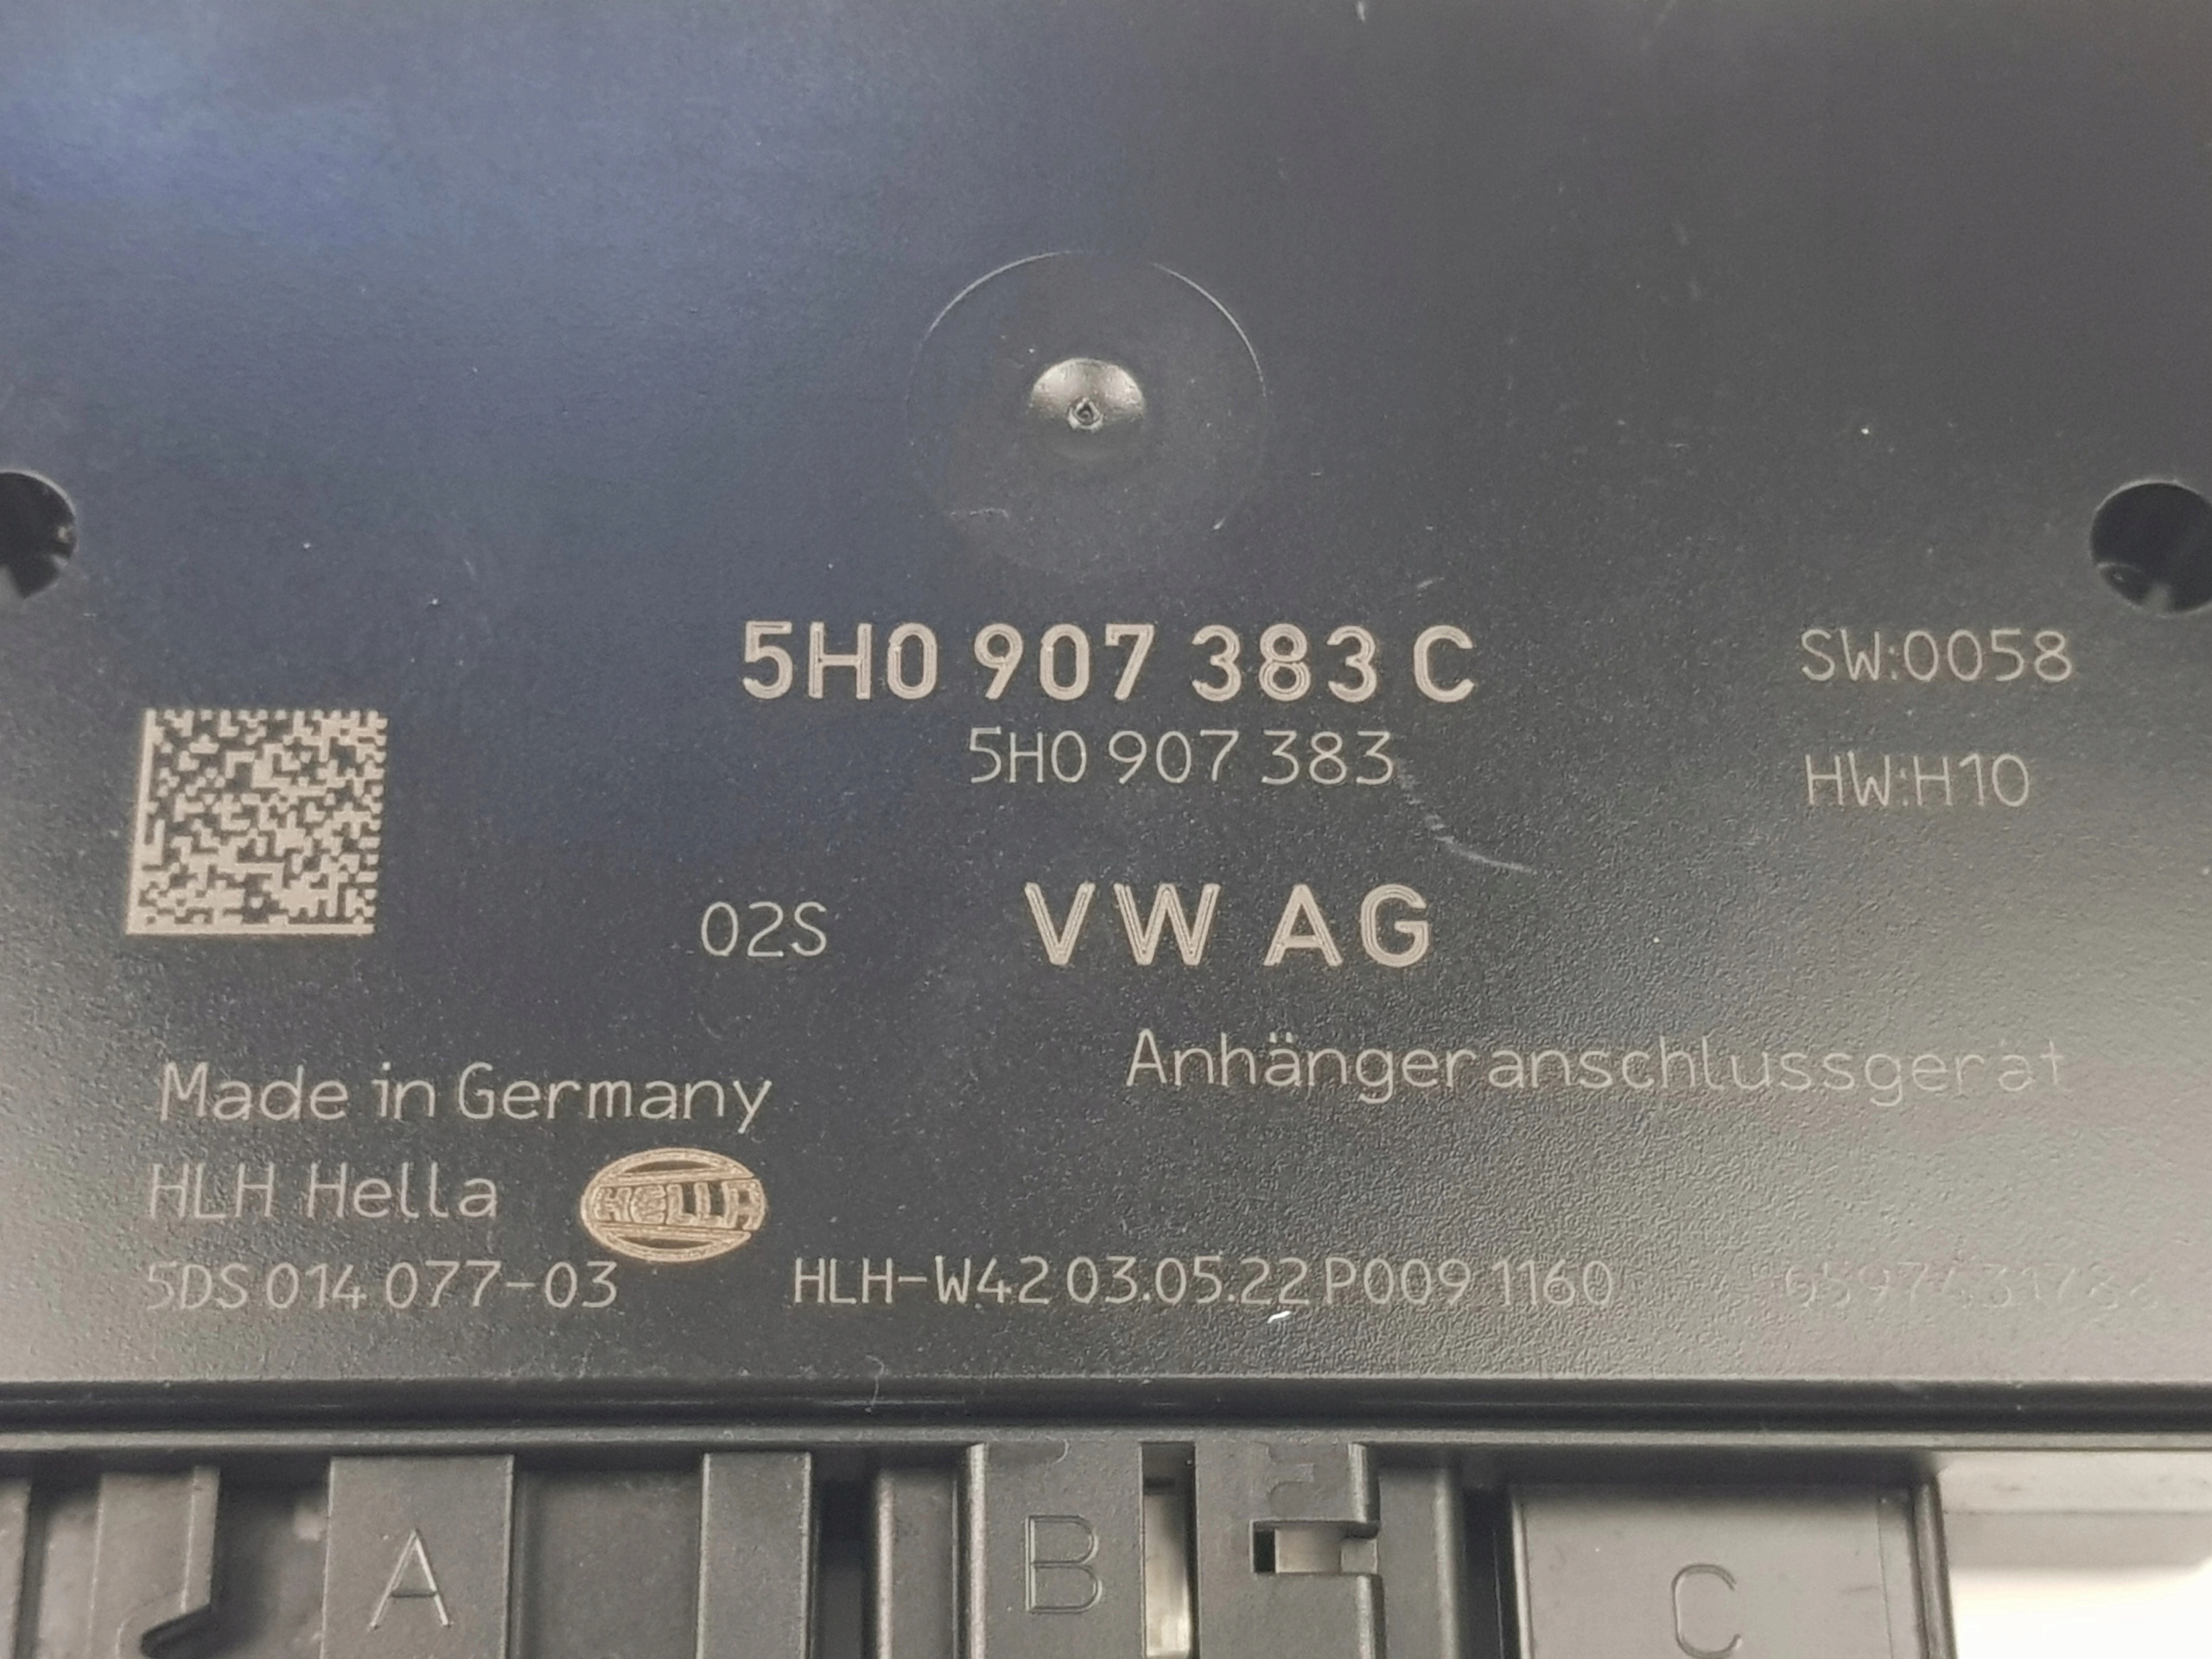 5H0 907 383 C
SW:0058
5H0 907 383
HW:H10
02S
VW AG
Anhängeranschlussgerät
Made in Germany
HLH Hella
HELLA
5DS 014 077-03
HLH-W42 03.05.22 P009 1160
A
B
C